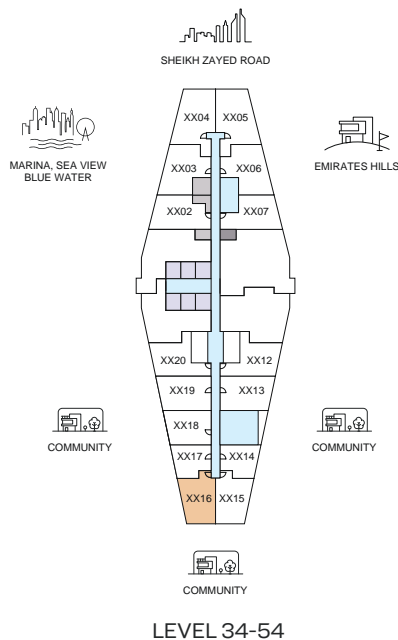 SHEIKH ZAYED ROAD
MARINA, SEA VIEW
BLUE WATER
EMIRATES HILLS
XX04 XX05
XX03 XX06
XX02 XX07
XX20 XX12
XX19 XX13
XX18
XX17 XX14
XX16 XX15
COMMUNITY
COMMUNITY
COMMUNITY
LEVEL 34-54